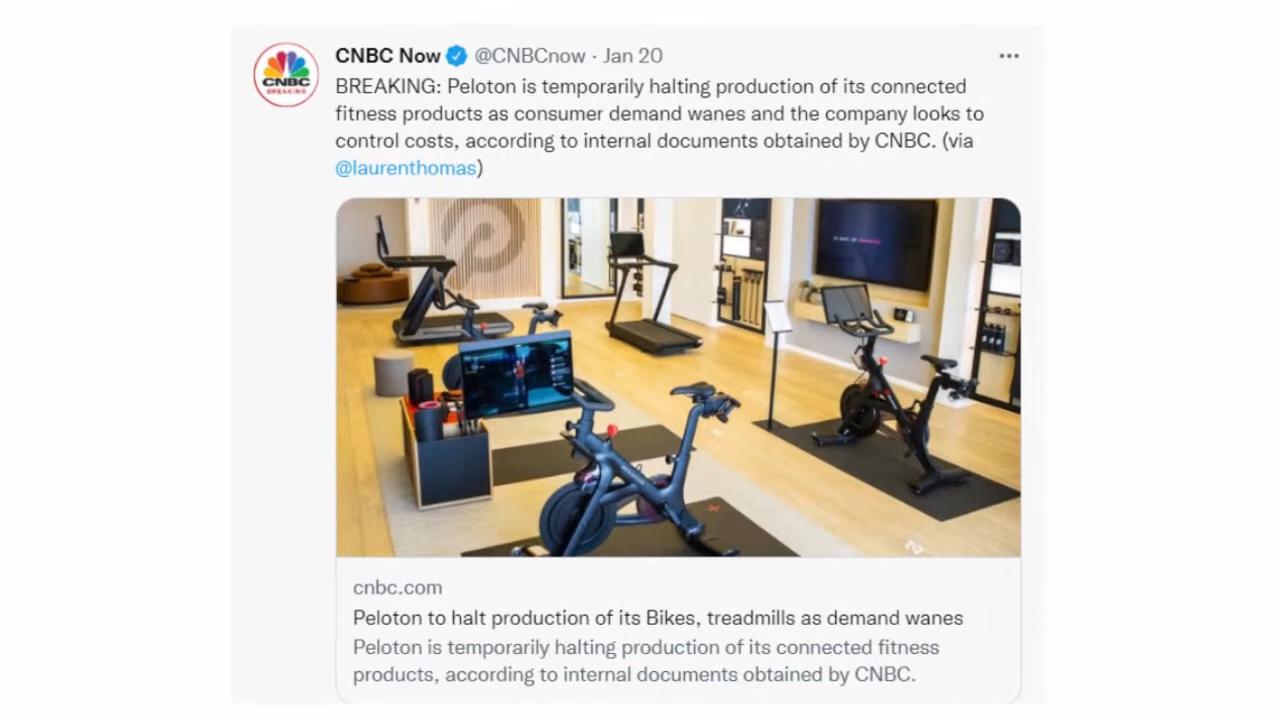 CNBC Now @CNBCnow · Jan 20
BREAKING: Peloton is temporarily halting production of its connected
fitness products as consumer demand wanes and the company looks to
control costs, according to internal documents obtained by CNBC. (via
@laurenthomas)
CNBC
BREAKING
cnbc.com
Peloton to halt production of its Bikes, treadmills as demand wanes
Peloton is temporarily halting production of its connected fitness
products, according to internal documents obtained by CNBC.